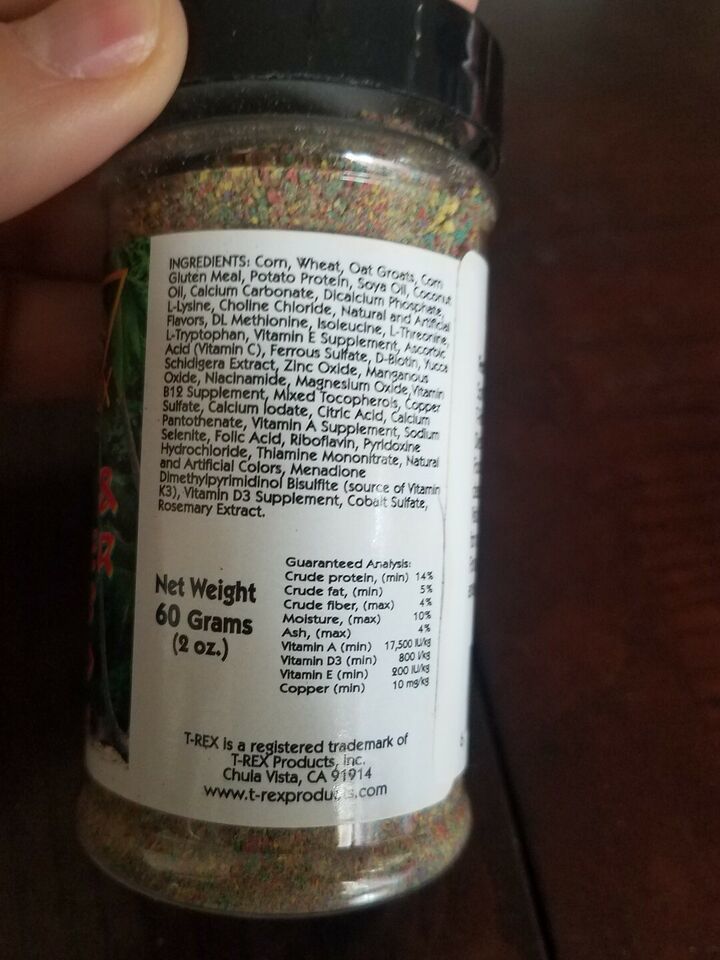 INGREDIENTS: Corn, Wheat, Oat Groats, Corn
Gluten Meal, Potato Protein, Soya Oil, Coconut
Oil, Calcium Carbonate, Dicalcium Phosphate,
L-Lysine, Choline Chloride, Natural and Artificial
Flavors, DL Methionine, Isoleucine, L-Threonine,
L-Tryptophan, Vitamin E Supplement, Ascorbic
Acid (Vitamin C), Ferrous Sulfate, D-Biotin, Yucca
Schidigera Extract, Zinc Oxide, Manganous
Oxide, Niacinamide, Magnesium Oxide, Vitamin
B12 Supplement, Mixed Tocopherols, Copper
Sulfate, Calcium Iodate, Citric Acid, Calcium
Pantothenate, Vitamin A Supplement, Sodium
Selenite, Folic Acid, Riboflavin, Pyridoxine
Hydrochloride, Thiamine Mononitrate, Natural
and Artificial Colors, Menadione
Dimethylpyrimidinol Bisulfite (source of Vitamin
K3), Vitamin D3 Supplement, Cobalt Sulfate,
Rosemary Extract.
Net Weight
60 Grams
(2 oz.)
Guaranteed Analysis:
Crude protein, (min) 14%
Crude fat, (min) 5%
Crude fiber, (max) 4%
Moisture, (max) 10%
Ash, (max) 4%
Vitamin A (min) 17,500 IU/kg
Vitamin D3 (min) 800 I/kg
Vitamin E (min) 200 IU/kg
Copper (min) 10 mg/kg
T-REX is a registered trademark of
T-REX Products, Inc.
Chula Vista, CA 91914
www.t-rexproducts.com